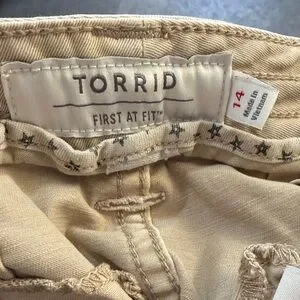 TORRID
FIRST AT FIT™
14
Made In
Vietnam